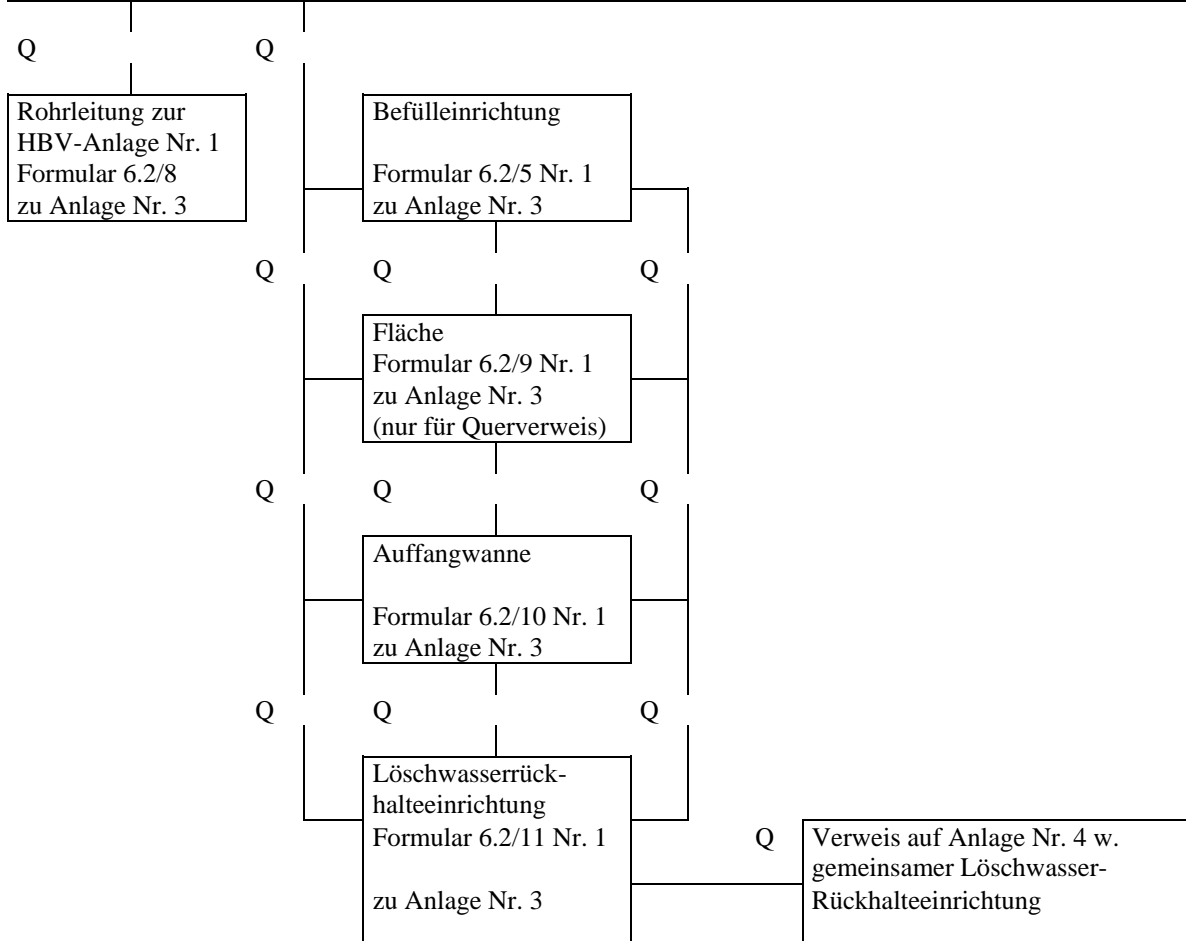 Q Q
Rohrleitung zur
HBV-Anlage Nr. 1
Formular 6.2/8
zu Anlage Nr. 3
Befülleinrichtung
Formular 6.2/5 Nr. 1
zu Anlage Nr. 3
Q Q Q
Fläche
Formular 6.2/9 Nr. 1
zu Anlage Nr. 3
(nur für Querverweis)
Q Q Q
Auffangwanne
Formular 6.2/10 Nr. 1
zu Anlage Nr. 3
Q Q Q
Löschwasserrück-
halteeinrichtung
Formular 6.2/11 Nr. 1
zu Anlage Nr. 3
Q
Verweis auf Anlage Nr. 4 w.
gemeinsamer Löschwasser-
Rückhalteeinrichtung